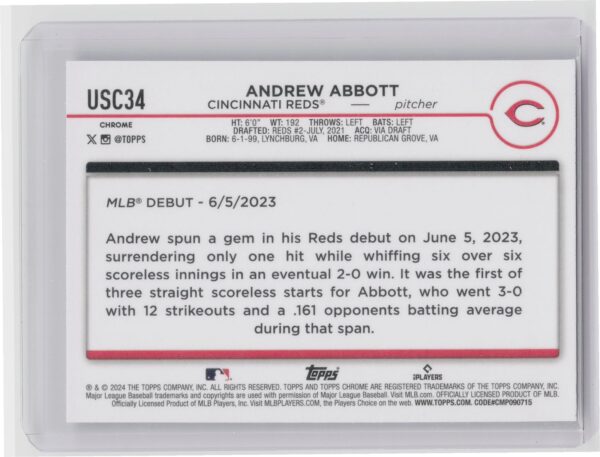 USC34
ANDREW ABBOTT
CINCINNATI REDS® — pitcher
CHROME
HT: 6'0" WT: 192 THROWS: LEFT BATS: LEFT
@TOPPS
DRAFTED: REDS #2-JULY, 2021 ACQ: VIA DRAFT
BORN: 6-1-99, LYNCHBURG, VA HOME: REPUBLICAN GROVE, VA
MLB® DEBUT - 6/5/2023
Andrew spun a gem in his Reds debut on June 5, 2023,
surrendering only one hit while whiffing six over six
scoreless innings in an eventual 2-0 win. It was the first of
three straight scoreless starts for Abbott, who went 3-0
with 12 strikeouts and a .161 opponents batting average
during that span.
Topps
PLAYERS
® & © 2024 THE TOPPS COMPANY, INC. ALL RIGHTS RESERVED. TOPPS AND TOPPS CHROME ARE REGISTERED TRADEMARKS OF THE TOPPS COMPANY, INC.
Major League Baseball trademarks and copyrights are used with permission of Major League Baseball. Visit MLB.com. OFFICIALLY LICENSED PRODUCT OF MLB.
Officially Licensed Product of MLB Players, Inc. Visit MLBPLAYERS.COM, the Players Choice on the web. WWW.TOPPS.COM. CODE#CMP090715